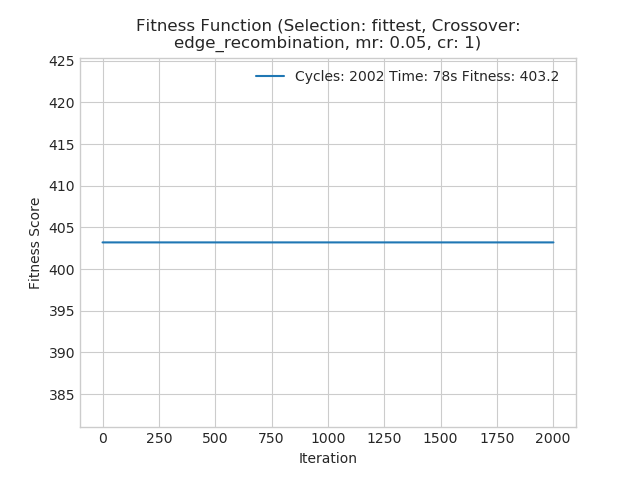 Fitness Function (Selection: fittest, Crossover:
edge_recombination, mr: 0.05, cr: 1)
Cycles: 2002 Time: 78s Fitness: 403.2
Fitness Score
425
420
415
410
405
400
395
390
385
0 250 500 750 1000 1250 1500 1750 2000
Iteration